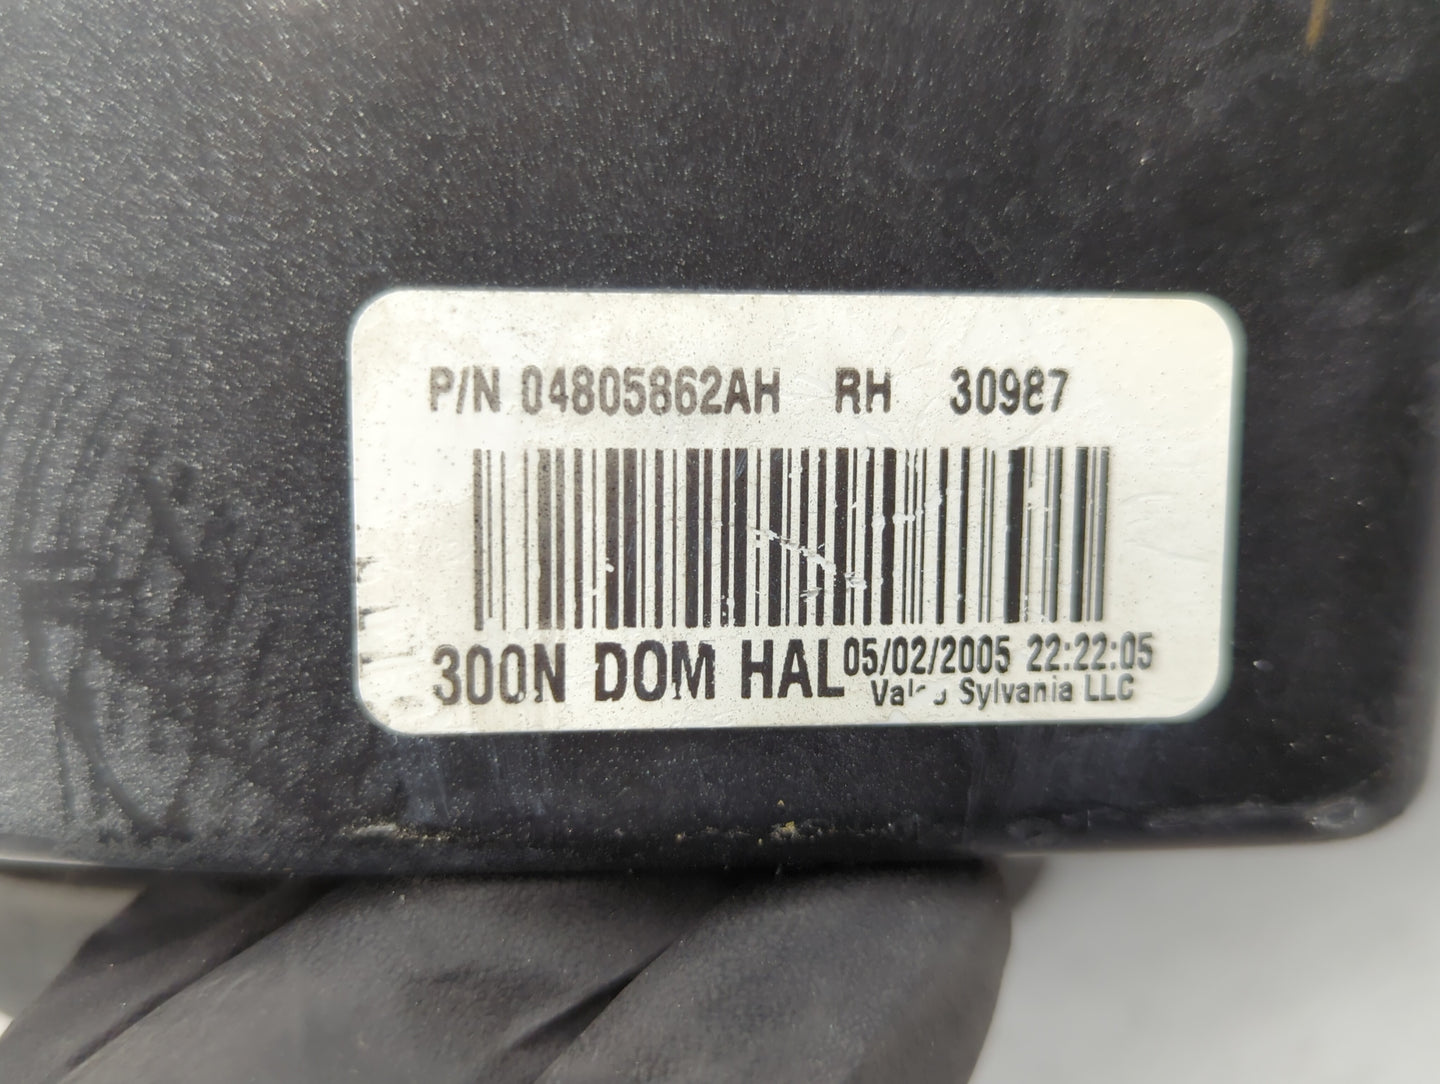 P/N 04805862AH RH 30987
300N DOM HAL 05/02/2005 22:22:05
Sylvania LLC